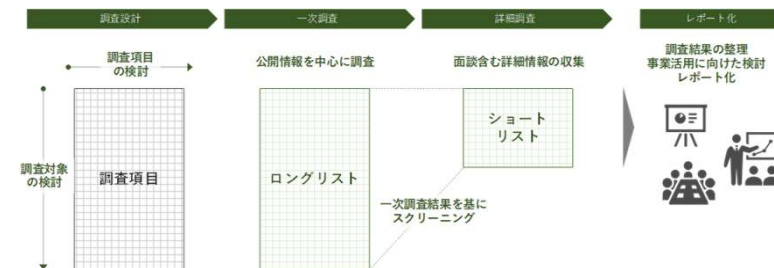 調査設計
一次調査
詳細調査
レポート化
調査項目
の検討
公開情報を中心に調査
面談含む詳細情報の収集
調査結果の整理
事業活用に向けた検討
レポート化
調査対象
の検討
調査項目
ロングリスト
ショート
リスト
一次調査結果を基に
スクリーニング